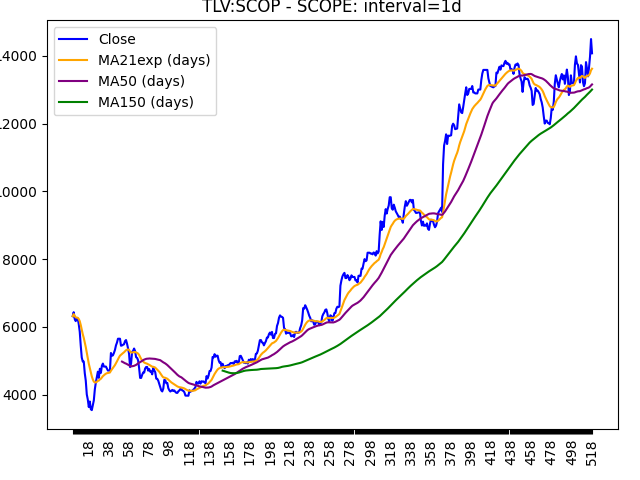 TLV:SCOP - SCOPE: interval=1d
Close
MA21exp (days)
MA50 (days)
MA150 (days)
14000
12000
10000
8000
6000
4000
18 38 58 78 98 118 138 158 178 198 218 238 258 278 298 318 338 358 378 398 418 438 458 478 498 518